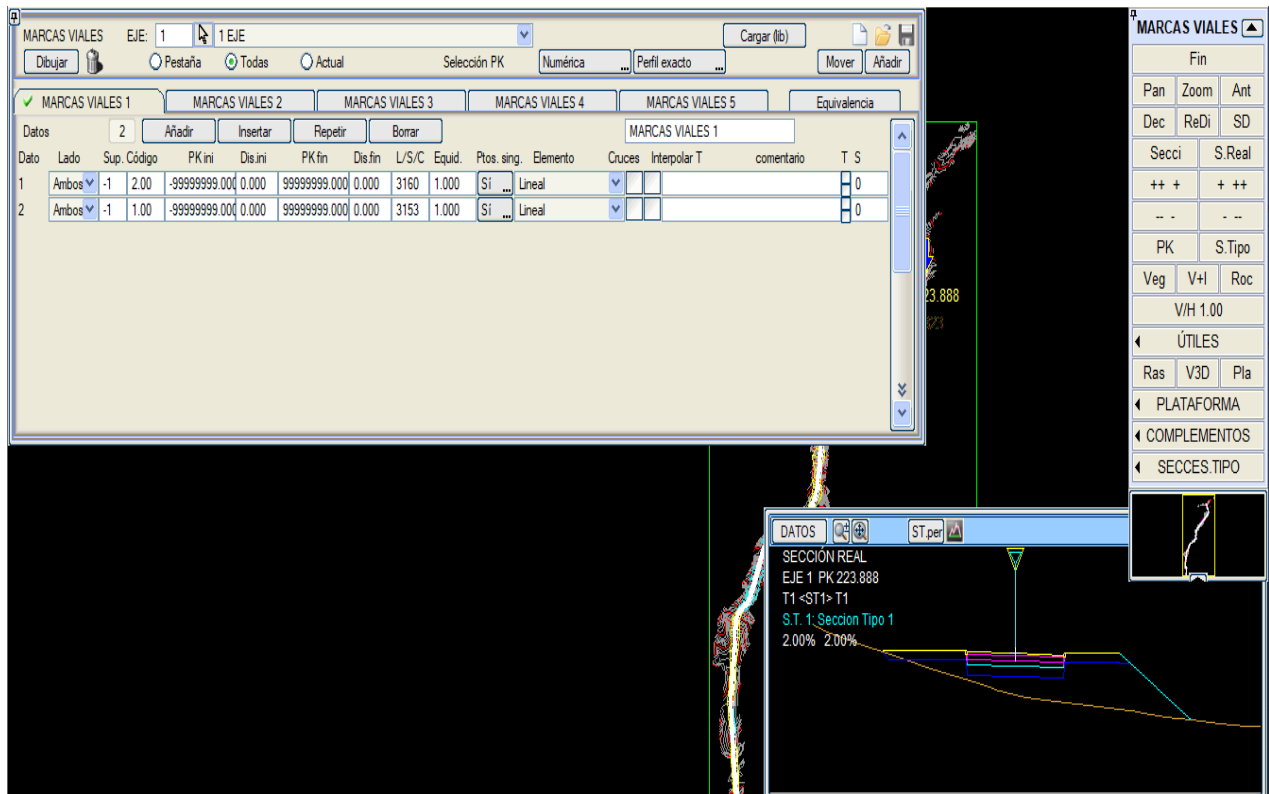 MARCAS VIALES EJE: 1 1 EJE Cargar (lib)
Dibujar Pestaña Todas Actual Selección PK Numérica ... Perfil exacto ... Mover Añadir
MARCAS VIALES 1 MARCAS VIALES 2 MARCAS VIALES 3 MARCAS VIALES 4 MARCAS VIALES 5 Equivalencia
Datos 2 Añadir Insertar Repetir Borrar MARCAS VIALES 1
Dato Lado Sup. Código PK ini Dis.ini PK fin Dis.fin L/S/C Equid. Ptos. sing. Elemento Cruces Interpolar T comentario T S
1 Ambos -1 2.00 -99999999.000 0.000 99999999.000 0.000 3160 1.000 Sí ... Lineal 0
2 Ambos -1 1.00 -99999999.000 0.000 99999999.000 0.000 3153 1.000 Sí ... Lineal 0
23.888
MARCAS VIALES
Fin
Pan Zoom Ant
Dec ReDi SD
Secci S.Real
++ + + ++
-- - - --
PK S.Tipo
Veg V+I Roc
V/H 1.00
ÚTILES
Ras V3D Pla
PLATAFORMA
COMPLEMENTOS
SECCES.TIPO
DATOS ST.per
SECCIÓN REAL
EJE 1 PK 223.888
T1 <ST1> T1
S.T. 1: Seccion Tipo 1
2.00% 2.00%